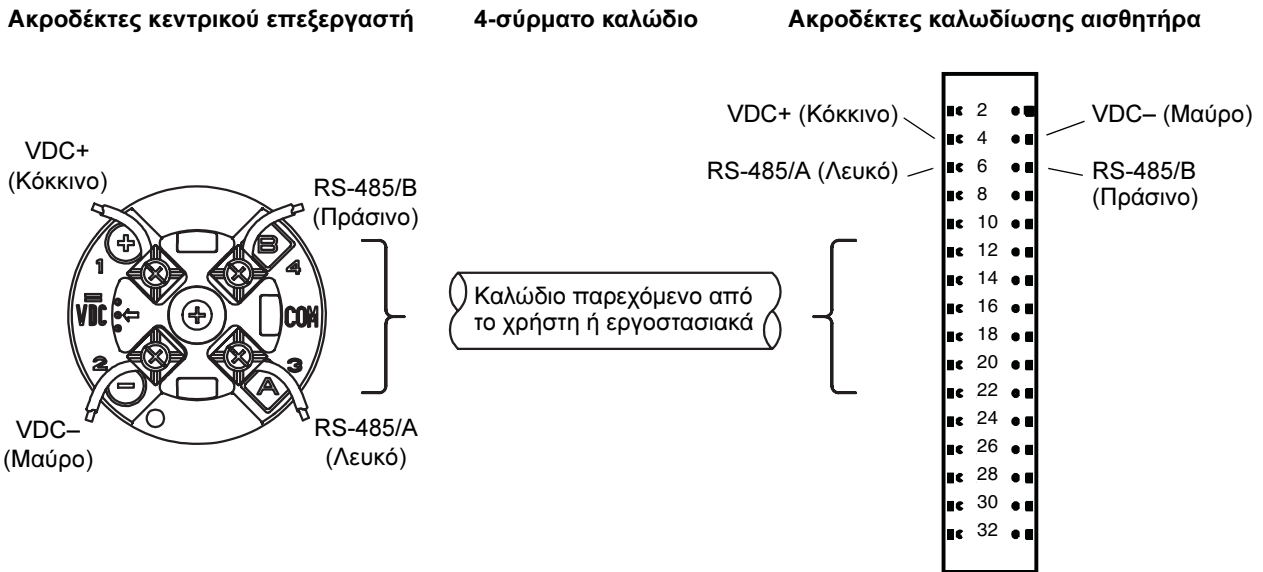 Ακροδέκτες κεντρικού επεξεργαστή
4-σύρματο καλώδιο
Ακροδέκτες καλωδίωσης αισθητήρα
VDC+
(Κόκκινο)
RS-485/B
(Πράσινο)
1
B
4
VDC
COM
2
3
A
VDC–
(Μαύρο)
RS-485/A
(Λευκό)
Καλώδιο παρεχόμενο από
το χρήστη ή εργοστασιακά
VDC+ (Κόκκινο)
RS-485/A (Λευκό)
2
4
6
8
10
12
14
16
18
20
22
24
26
28
30
32
VDC– (Μαύρο)
RS-485/B
(Πράσινο)